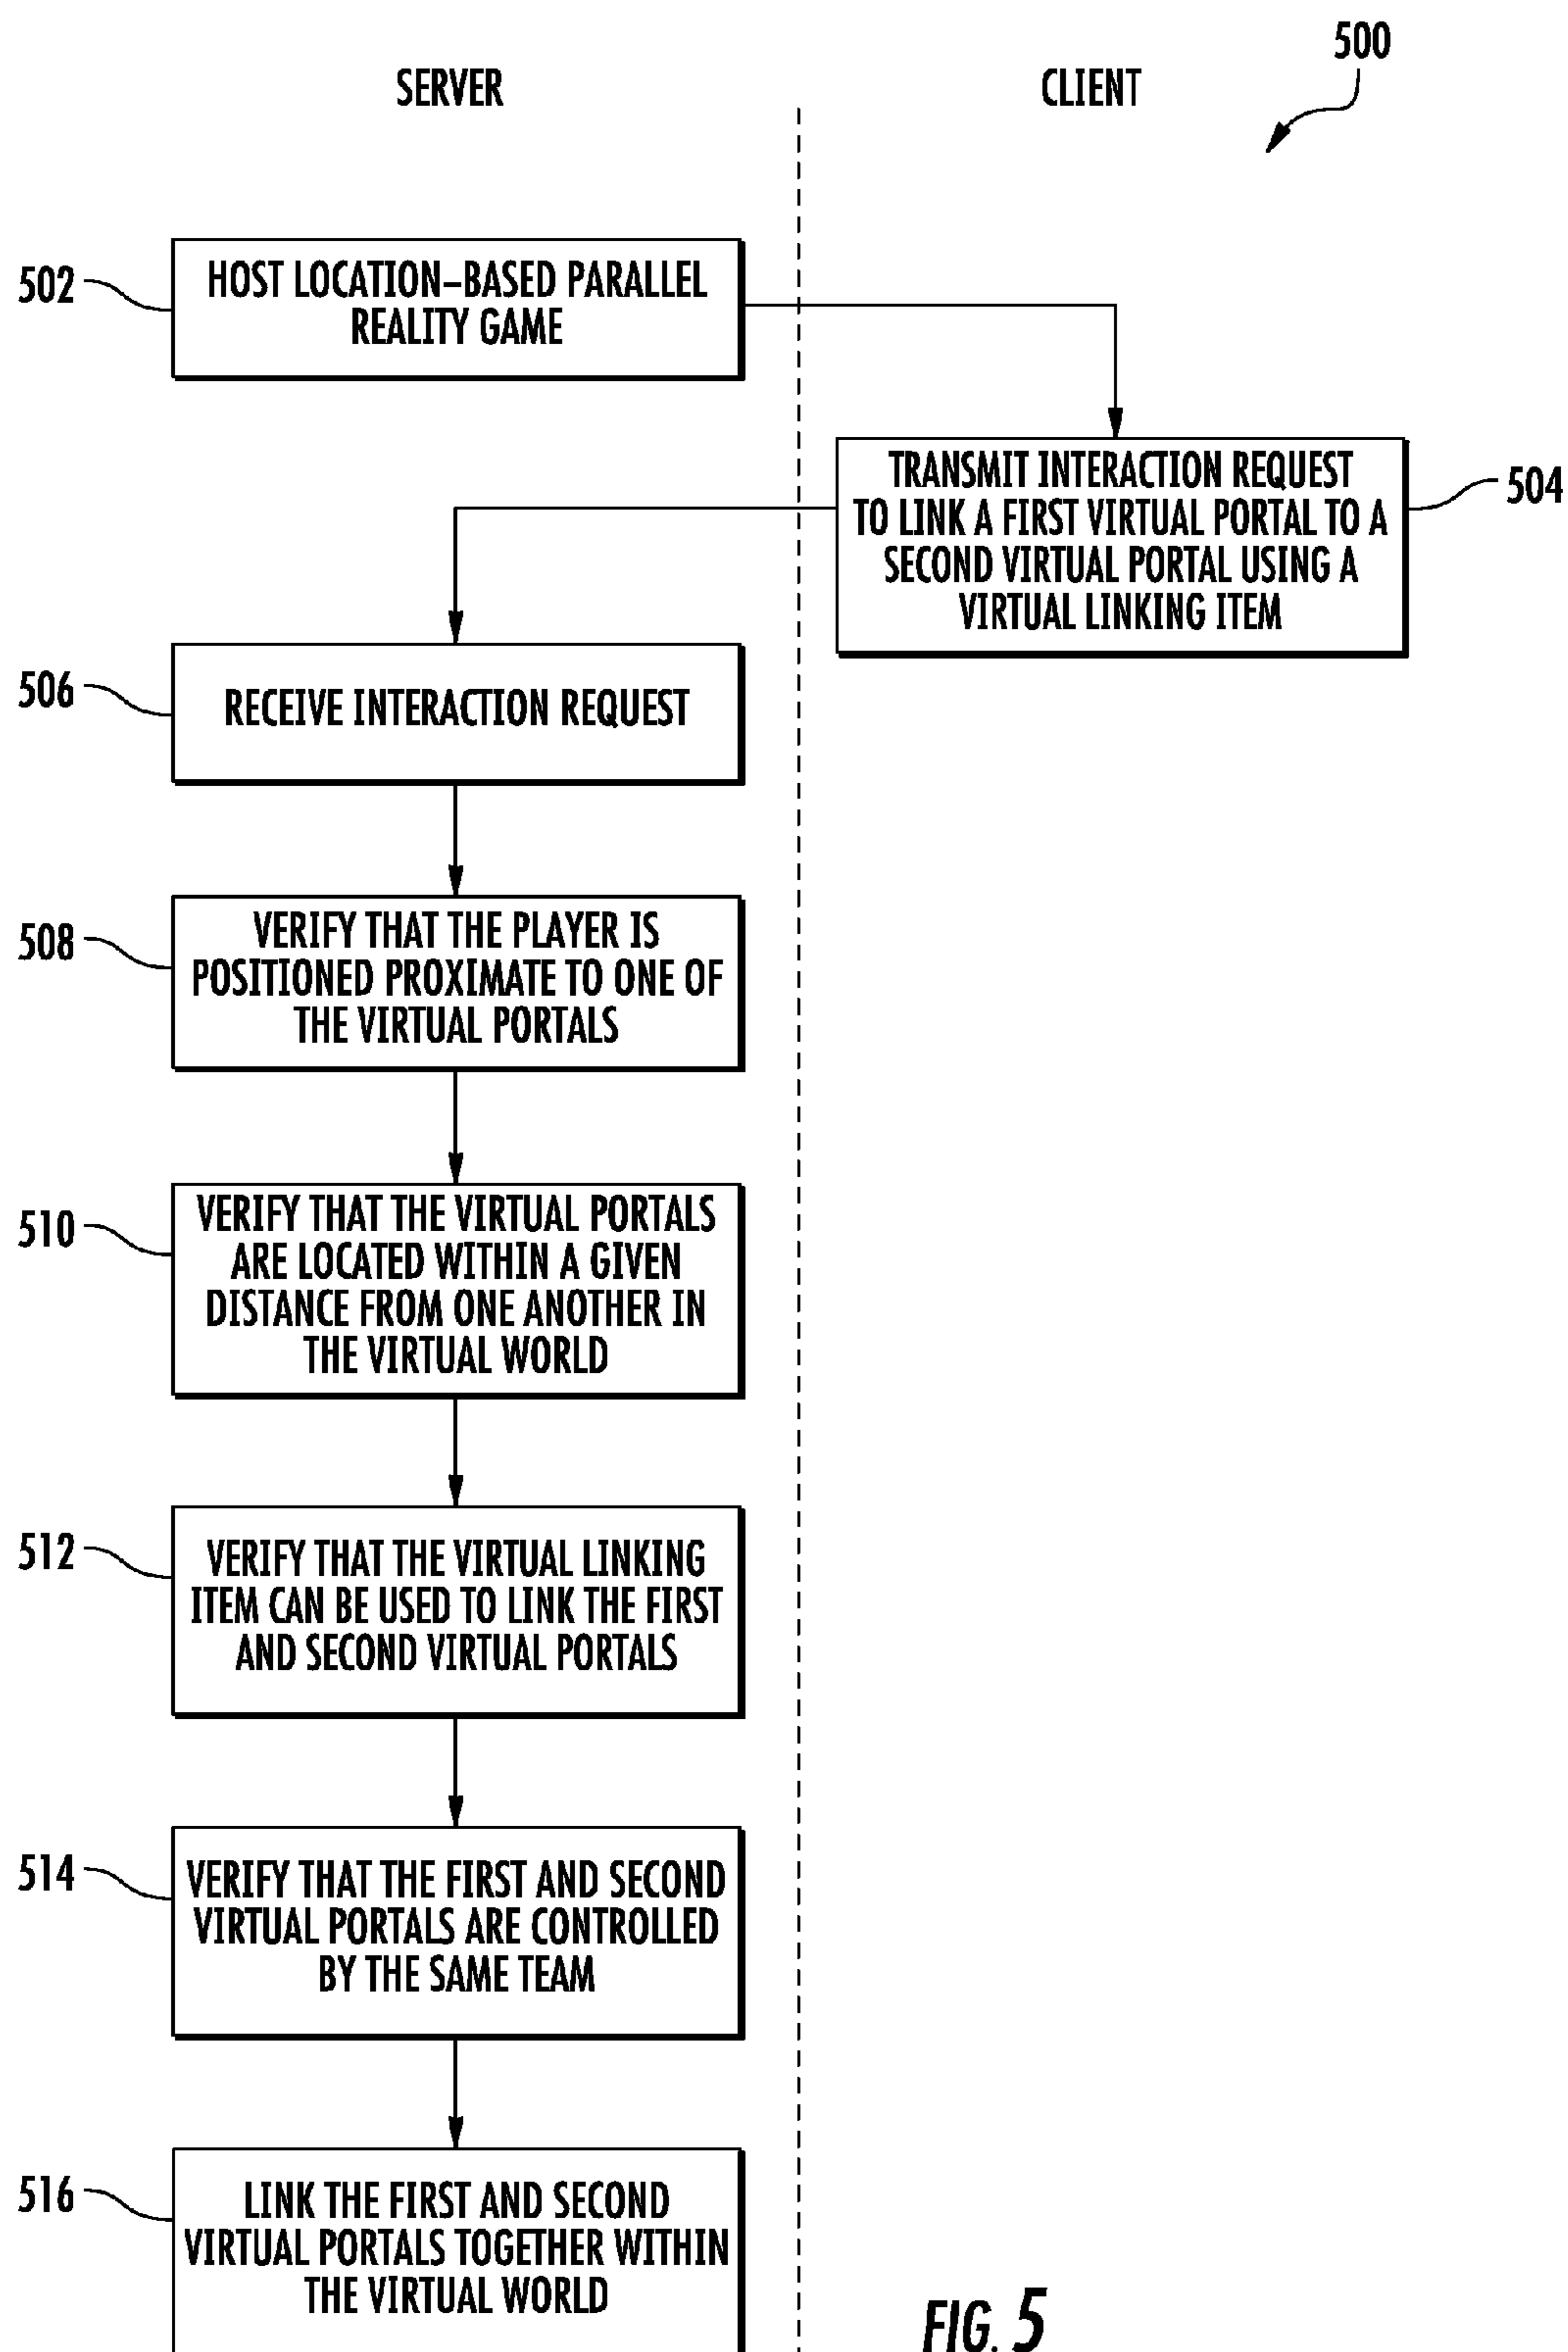 500
SERVER
CLIENT
502
HOST LOCATION–BASED PARALLEL
REALITY GAME
504
TRANSMIT INTERACTION REQUEST
TO LINK A FIRST VIRTUAL PORTAL TO A
SECOND VIRTUAL PORTAL USING A
VIRTUAL LINKING ITEM
506
RECEIVE INTERACTION REQUEST
508
VERIFY THAT THE PLAYER IS
POSITIONED PROXIMATE TO ONE OF
THE VIRTUAL PORTALS
510
VERIFY THAT THE VIRTUAL PORTALS
ARE LOCATED WITHIN A GIVEN
DISTANCE FROM ONE ANOTHER IN
THE VIRTUAL WORLD
512
VERIFY THAT THE VIRTUAL LINKING
ITEM CAN BE USED TO LINK THE FIRST
AND SECOND VIRTUAL PORTALS
514
VERIFY THAT THE FIRST AND SECOND
VIRTUAL PORTALS ARE CONTROLLED
BY THE SAME TEAM
516
LINK THE FIRST AND SECOND
VIRTUAL PORTALS TOGETHER WITHIN
THE VIRTUAL WORLD
FIG. 5